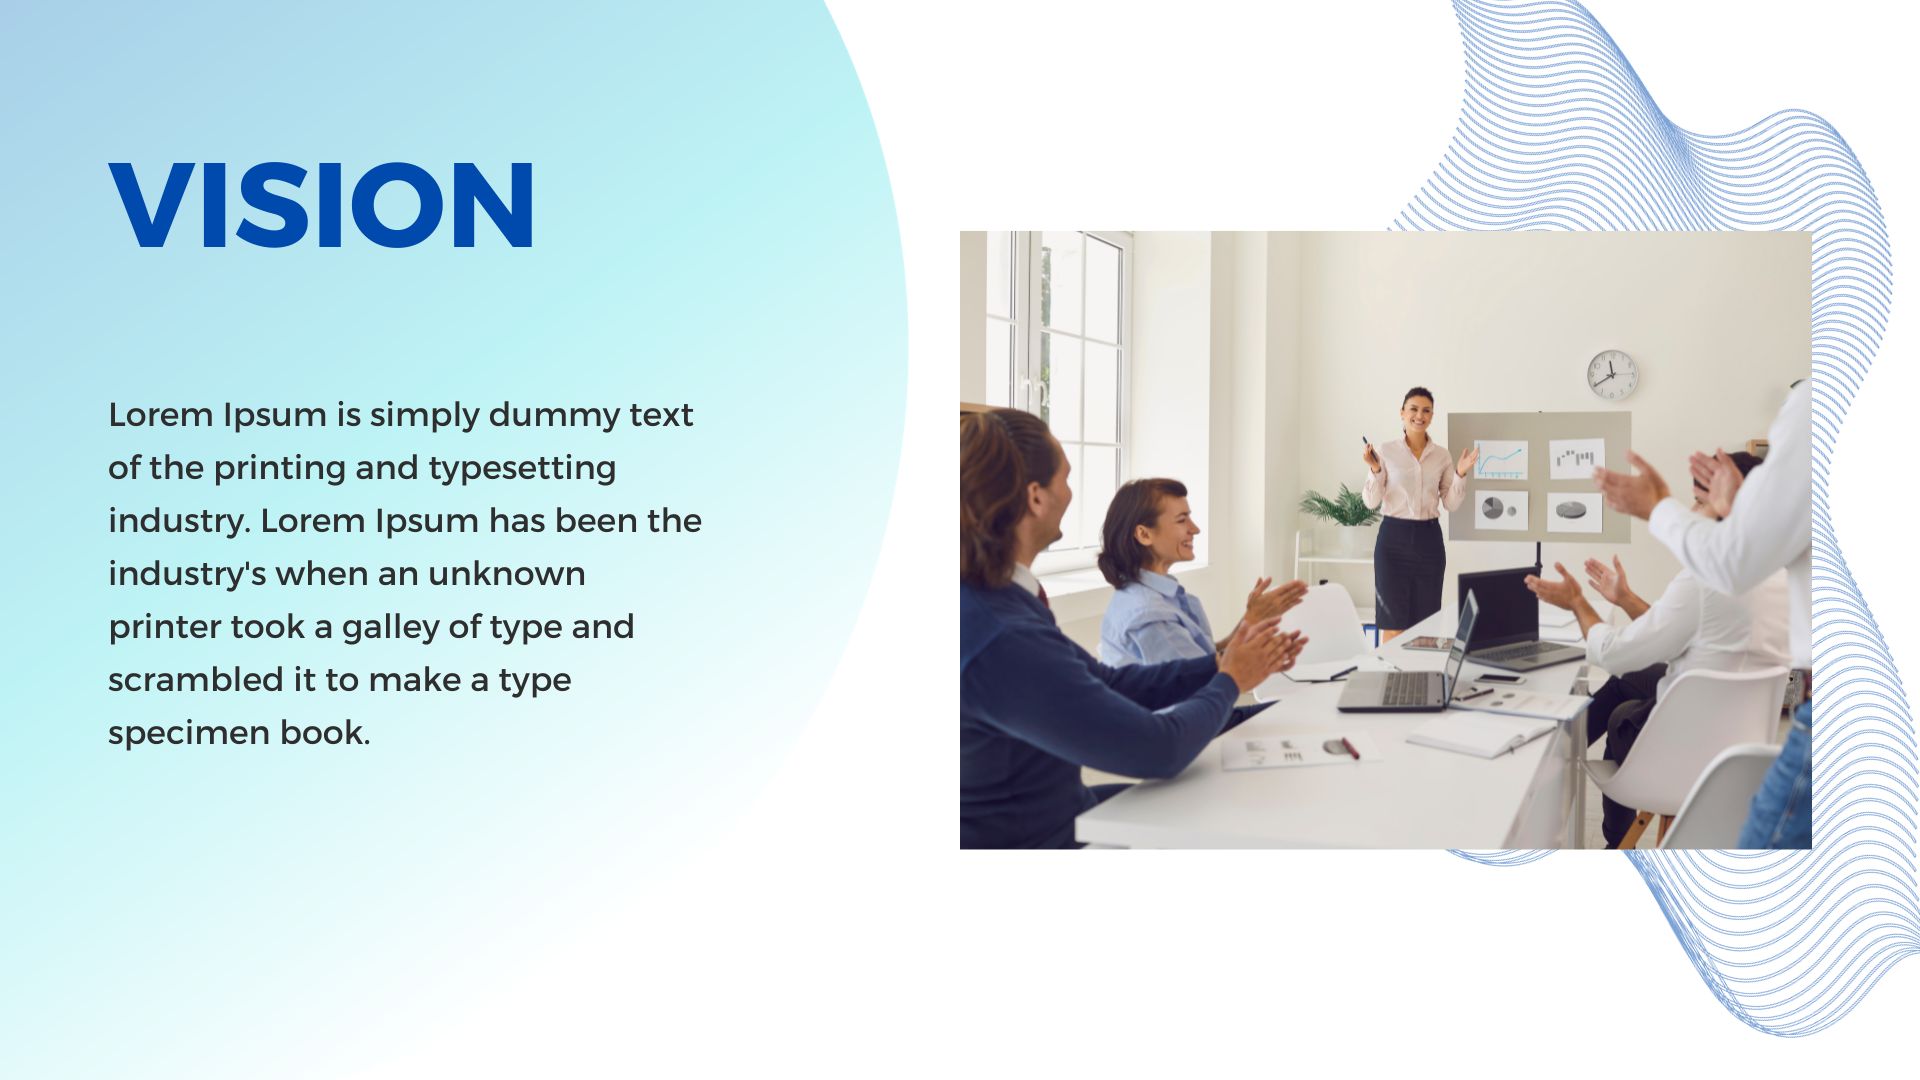 VISION
Lorem Ipsum is simply dummy text
of the printing and typesetting
industry. Lorem Ipsum has been the
industry's when an unknown
printer took a galley of type and
scrambled it to make a type
specimen book.